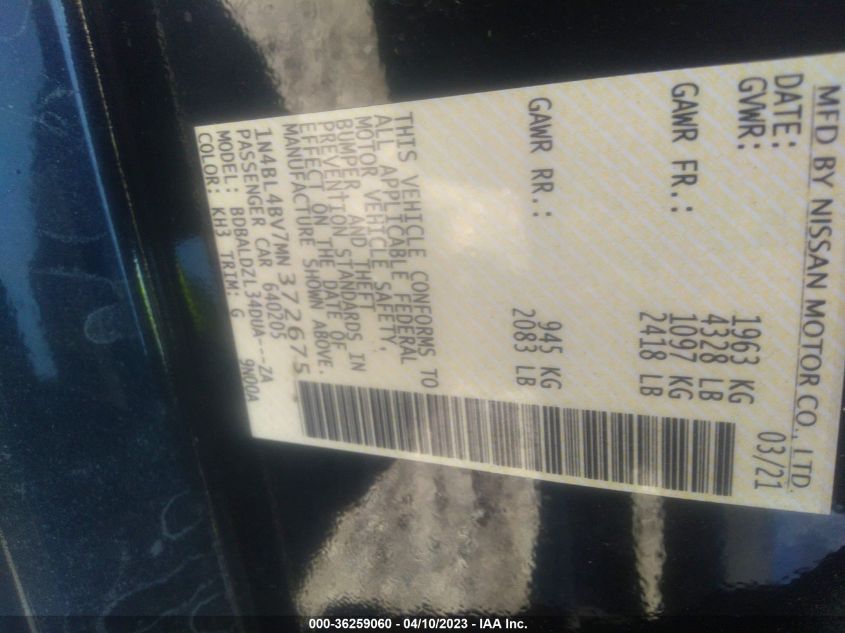 MFD BY NISSAN MOTOR CO., LTD
DATE: 03/21
GVWR: 1963 KG
4328 LB
GAWR FR.: 1097 KG
2418 LB
GAWR RR.: 945 KG
2083 LB
THIS VEHICLE CONFORMS TO
ALL APPLICABLE FEDERAL
MOTOR VEHICLE SAFETY,
BUMPER AND THEFT
PREVENTION STANDARDS IN
EFFECT ON THE DATE OF
MANUFACTURE SHOWN ABOVE.
1N4BL4BV7MN372675
PASSENGER CAR 640205
MODEL: BDBALDZL34DUA---ZA
COLOR: KH3 TRIM: G 9N00A
000-36259060 - 04/10/2023 - IAA Inc.